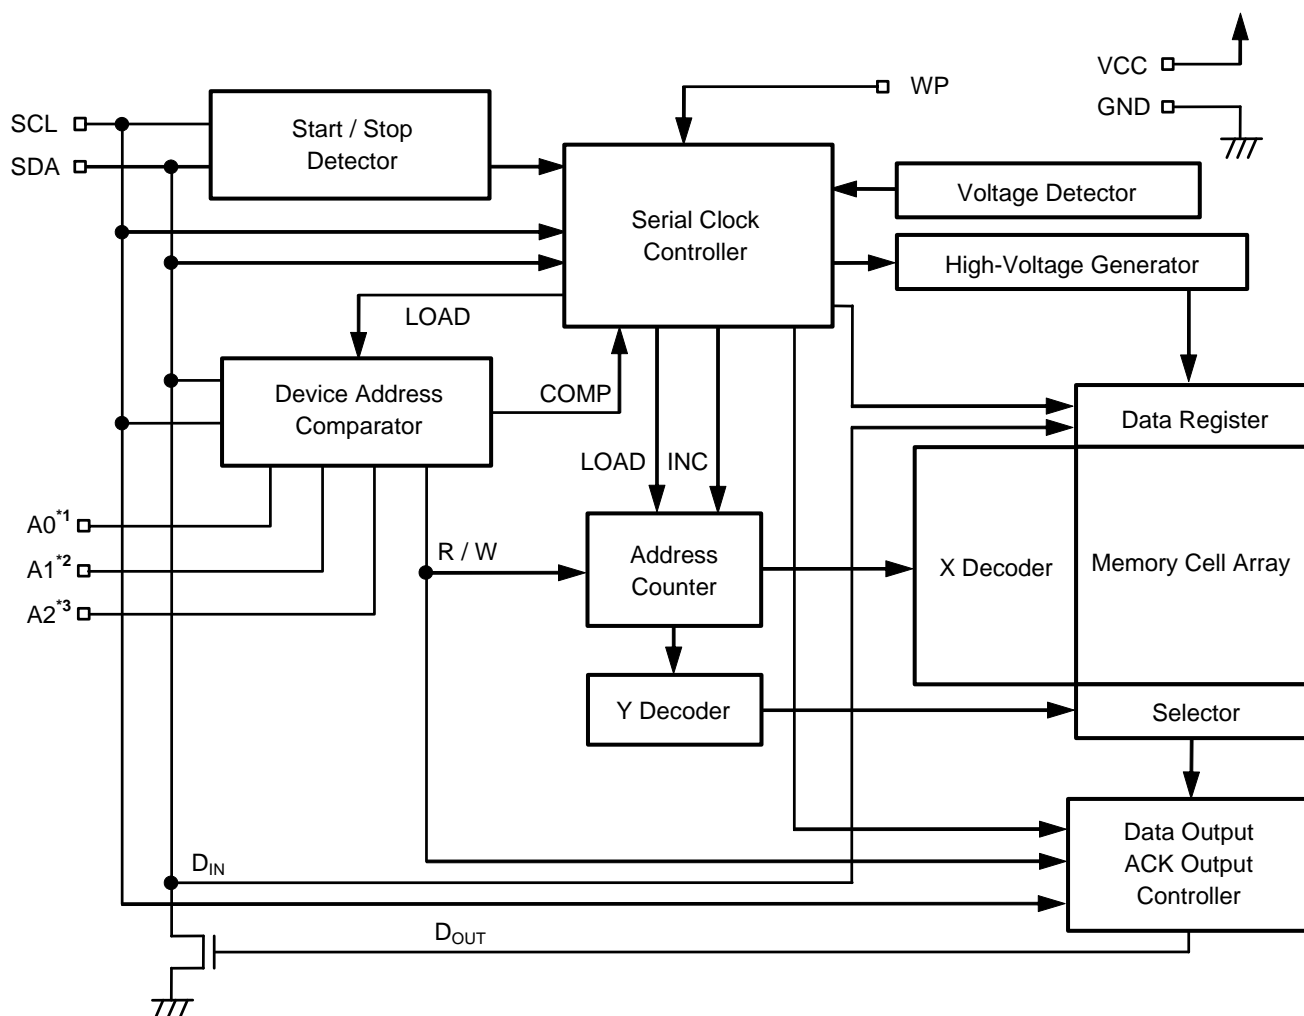 VCC
WP
GND
SCL
SDA
Start / Stop
Detector
Voltage Detector
Serial Clock
Controller
High-Voltage Generator
LOAD
Device Address
Comparator
COMP
Data Register
LOAD
INC
A0*1
A1*2
A2*3
R / W
Address
Counter
X Decoder
Memory Cell Array
Y Decoder
Selector
Data Output
ACK Output
Controller
DIN
DOUT